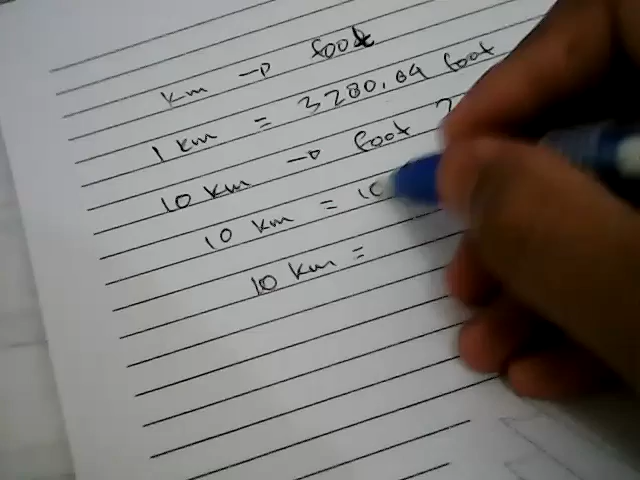 km → foot
1 km = 3280.84 foot
10 km → foot ?
10 km = 10
10 km =